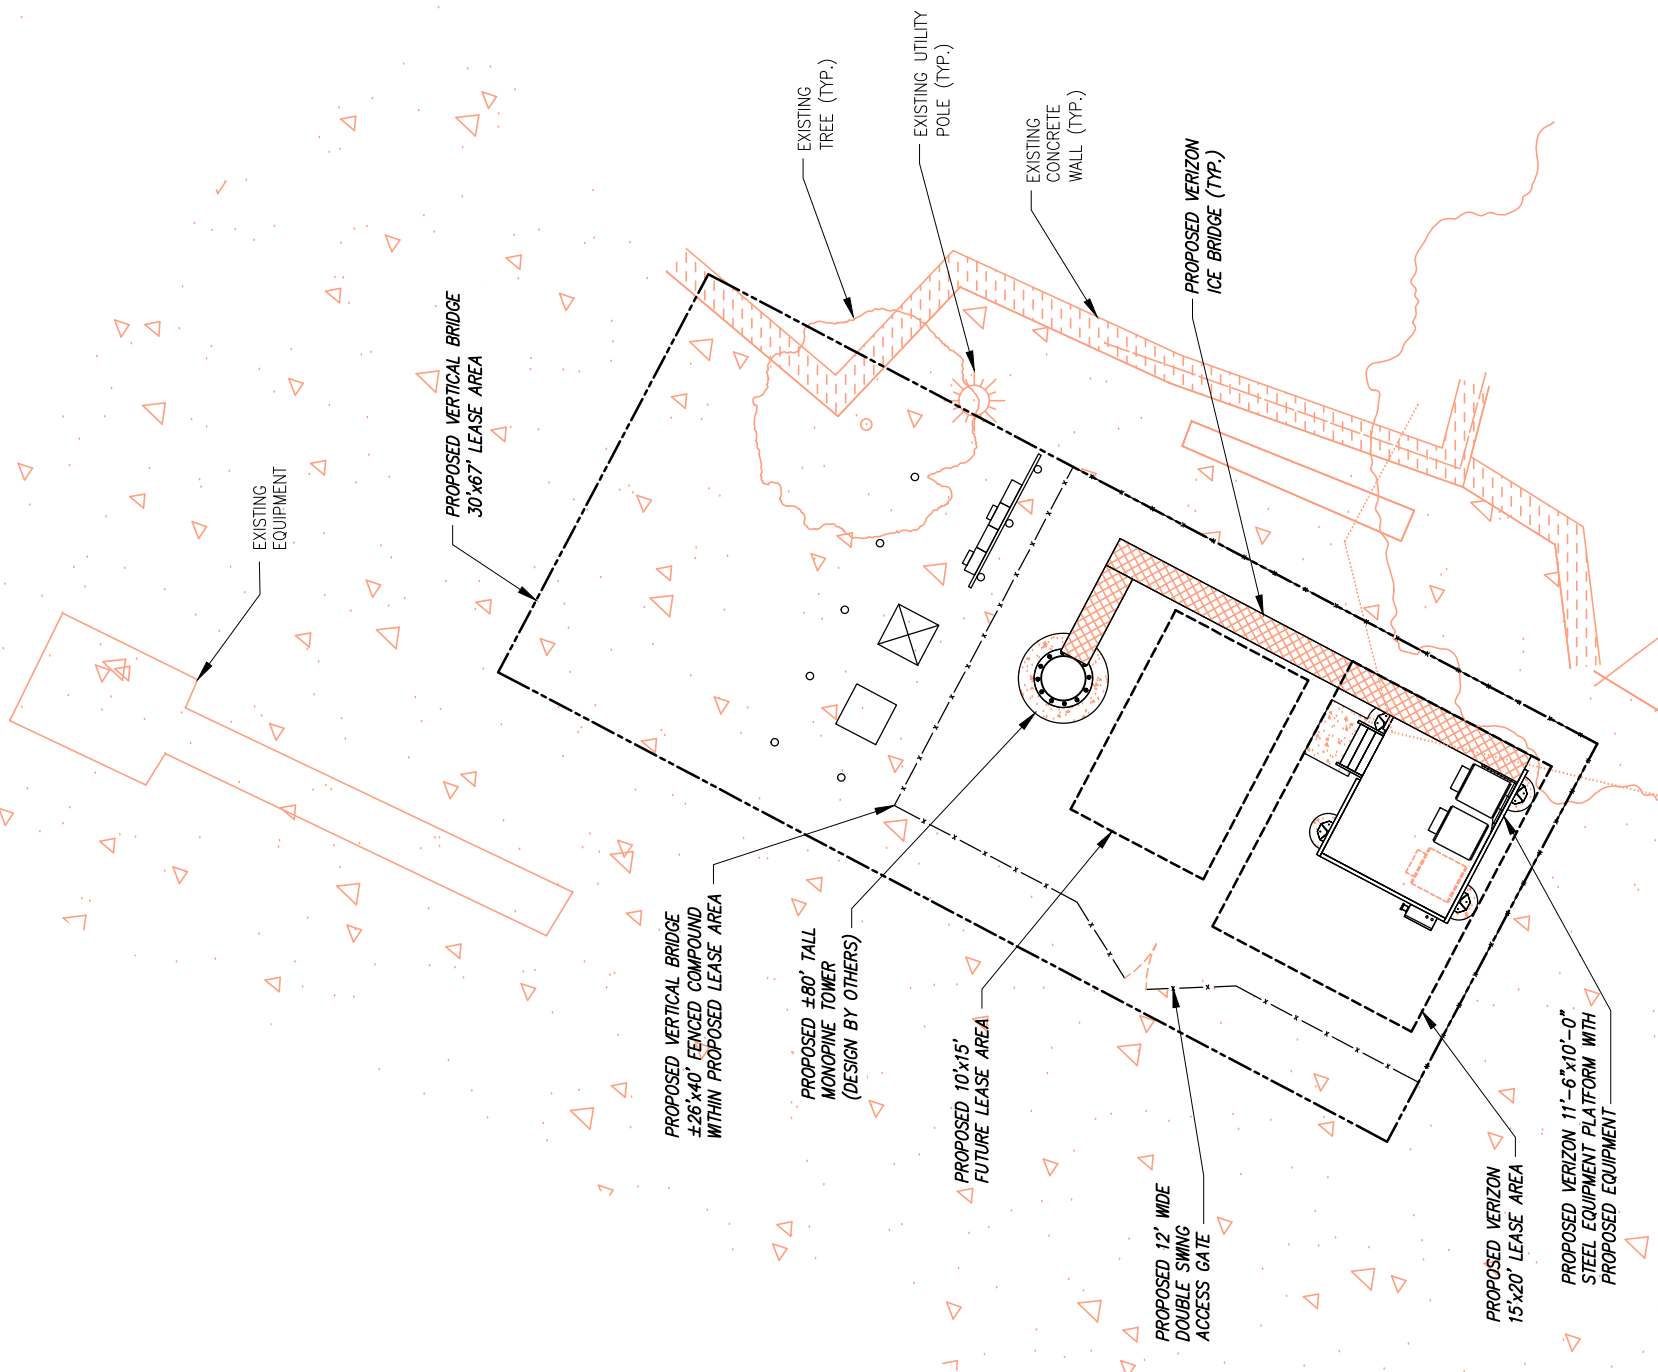 EXISTING
EQUIPMENT
PROPOSED VERTICAL BRIDGE
30'x67' LEASE AREA
EXISTING
TREE (TYP.)
EXISTING UTILITY
POLE (TYP.)
EXISTING
CONCRETE
WALL (TYP.)
PROPOSED VERIZON
ICE BRIDGE (TYP.)
PROPOSED VERTICAL BRIDGE
±26'x40' FENCED COMPOUND
WITHIN PROPOSED LEASE AREA
PROPOSED ±80' TALL
MONOPINE TOWER
(DESIGN BY OTHERS)
PROPOSED 10'x15'
FUTURE LEASE AREA
PROPOSED 12' WIDE
DOUBLE SWING
ACCESS GATE
PROPOSED VERIZON
15'x20' LEASE AREA
PROPOSED VERIZON 11'-6"x10'-0"
STEEL EQUIPMENT PLATFORM WITH
PROPOSED EQUIPMENT